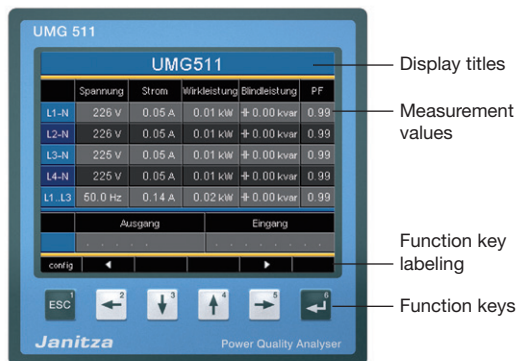 UMG 511
UMG511
Display titles
Spannung Strom Wirkleistung Blindleistung PF
L1-N 226 V 0.05 A 0.01 kW 0.00 kvar 0.99
Measurement
values
L2-N 226 V 0.05 A 0.01 kW 0.00 kvar 0.99
L3-N 225 V 0.05 A 0.01 kW 0.00 kvar 0.99
L4-N 225 V 0.05 A 0.01 kW 0.00 kvar 0.99
L1..L3 50.0 Hz 0.14 A 0.02 kW 0.00 kvar 0.99
Ausgang Eingang
Function key
labeling
config
ESC 1 2 3 4 5 6
Function keys
Janitza Power Quality Analyser